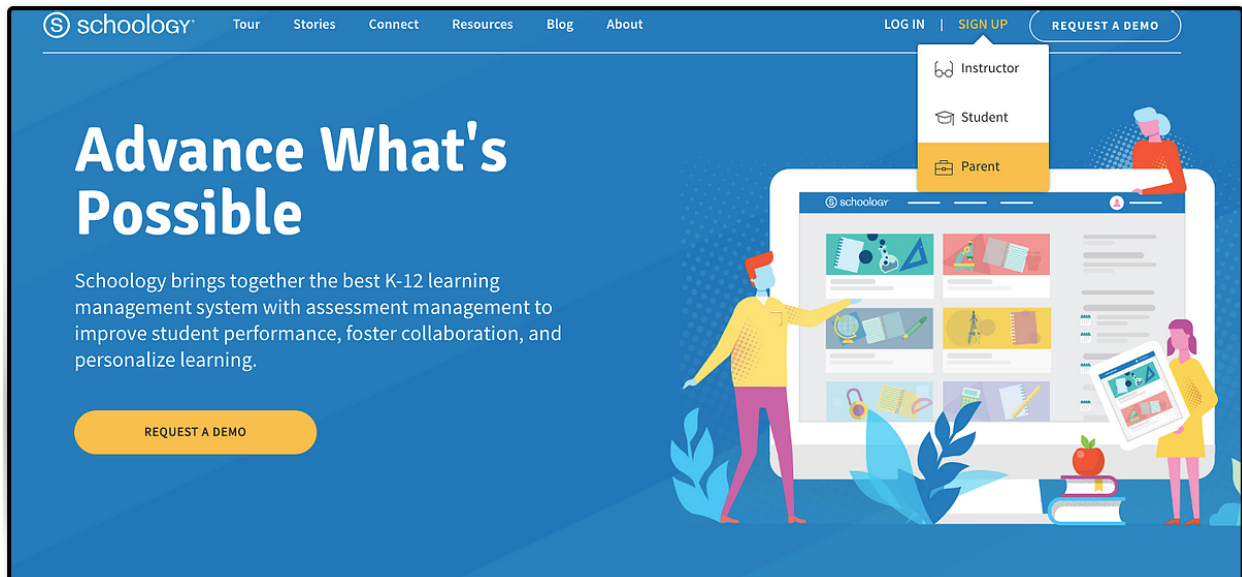 schoology
Tour Stories Connect Resources Blog About
LOG IN | SIGN UP REQUEST A DEMO
Instructor
Student
Parent
Advance What's
Possible
Schoology brings together the best K-12 learning
management system with assessment management to
improve student performance, foster collaboration, and
personalize learning.
REQUEST A DEMO
schoology